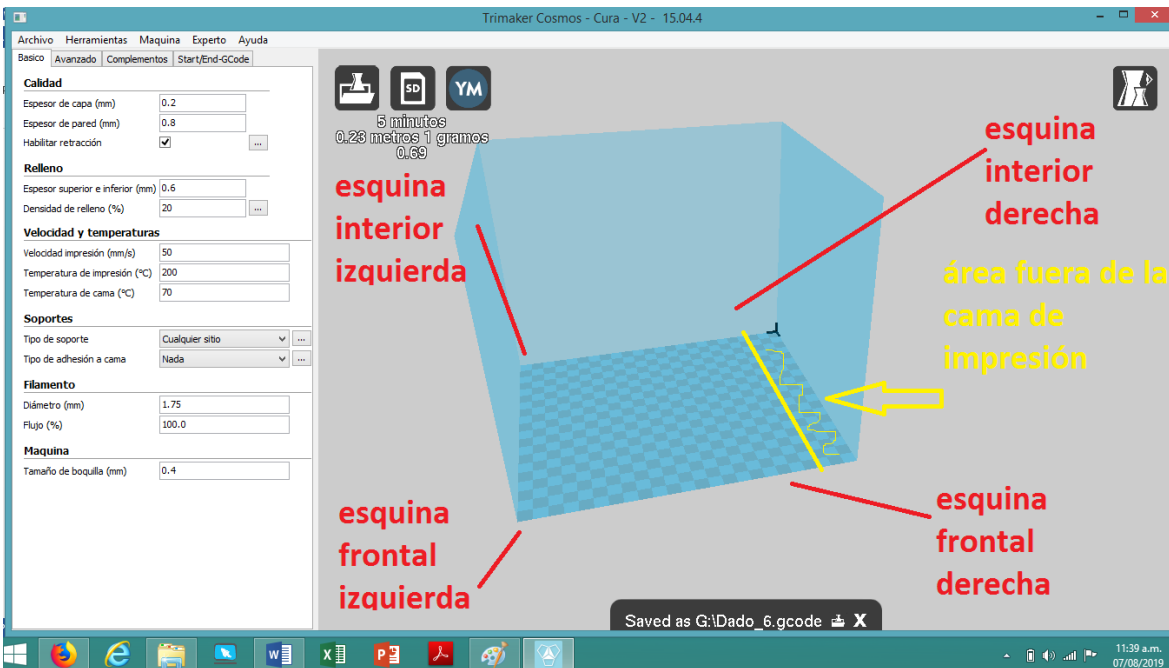 Trimaker Cosmos - Cura - V2 - 15.04.4
Archivo Herramientas Maquina Experto Ayuda
Basico Avanzado Complementos Start/End-GCode
Calidad
Espesor de capa (mm) 0.2
Espesor de pared (mm) 0.8
Habilitar retracción ...
Relleno
Espesor superior e inferior (mm) 0.6
Densidad de relleno (%) 20 ...
Velocidad y temperaturas
Velocidad impresión (mm/s) 50
Temperatura de impresión (ºC) 200
Temperatura de cama (ºC) 70
Soportes
Tipo de soporte Cualquier sitio ...
Tipo de adhesión a cama Nada ...
Filamento
Diámetro (mm) 1.75
Flujo (%) 100.0
Maquina
Tamaño de boquilla (mm) 0.4
SD YM
5 minutos
0.23 metros 1 gramos
0.69
esquina
interior
izquierda
esquina
interior
derecha
área fuera de la
cama de
impresión
esquina
frontal
izquierda
esquina
frontal
derecha
Saved as G:\Dado_6.gcode X
11:39 a.m.
07/08/2019